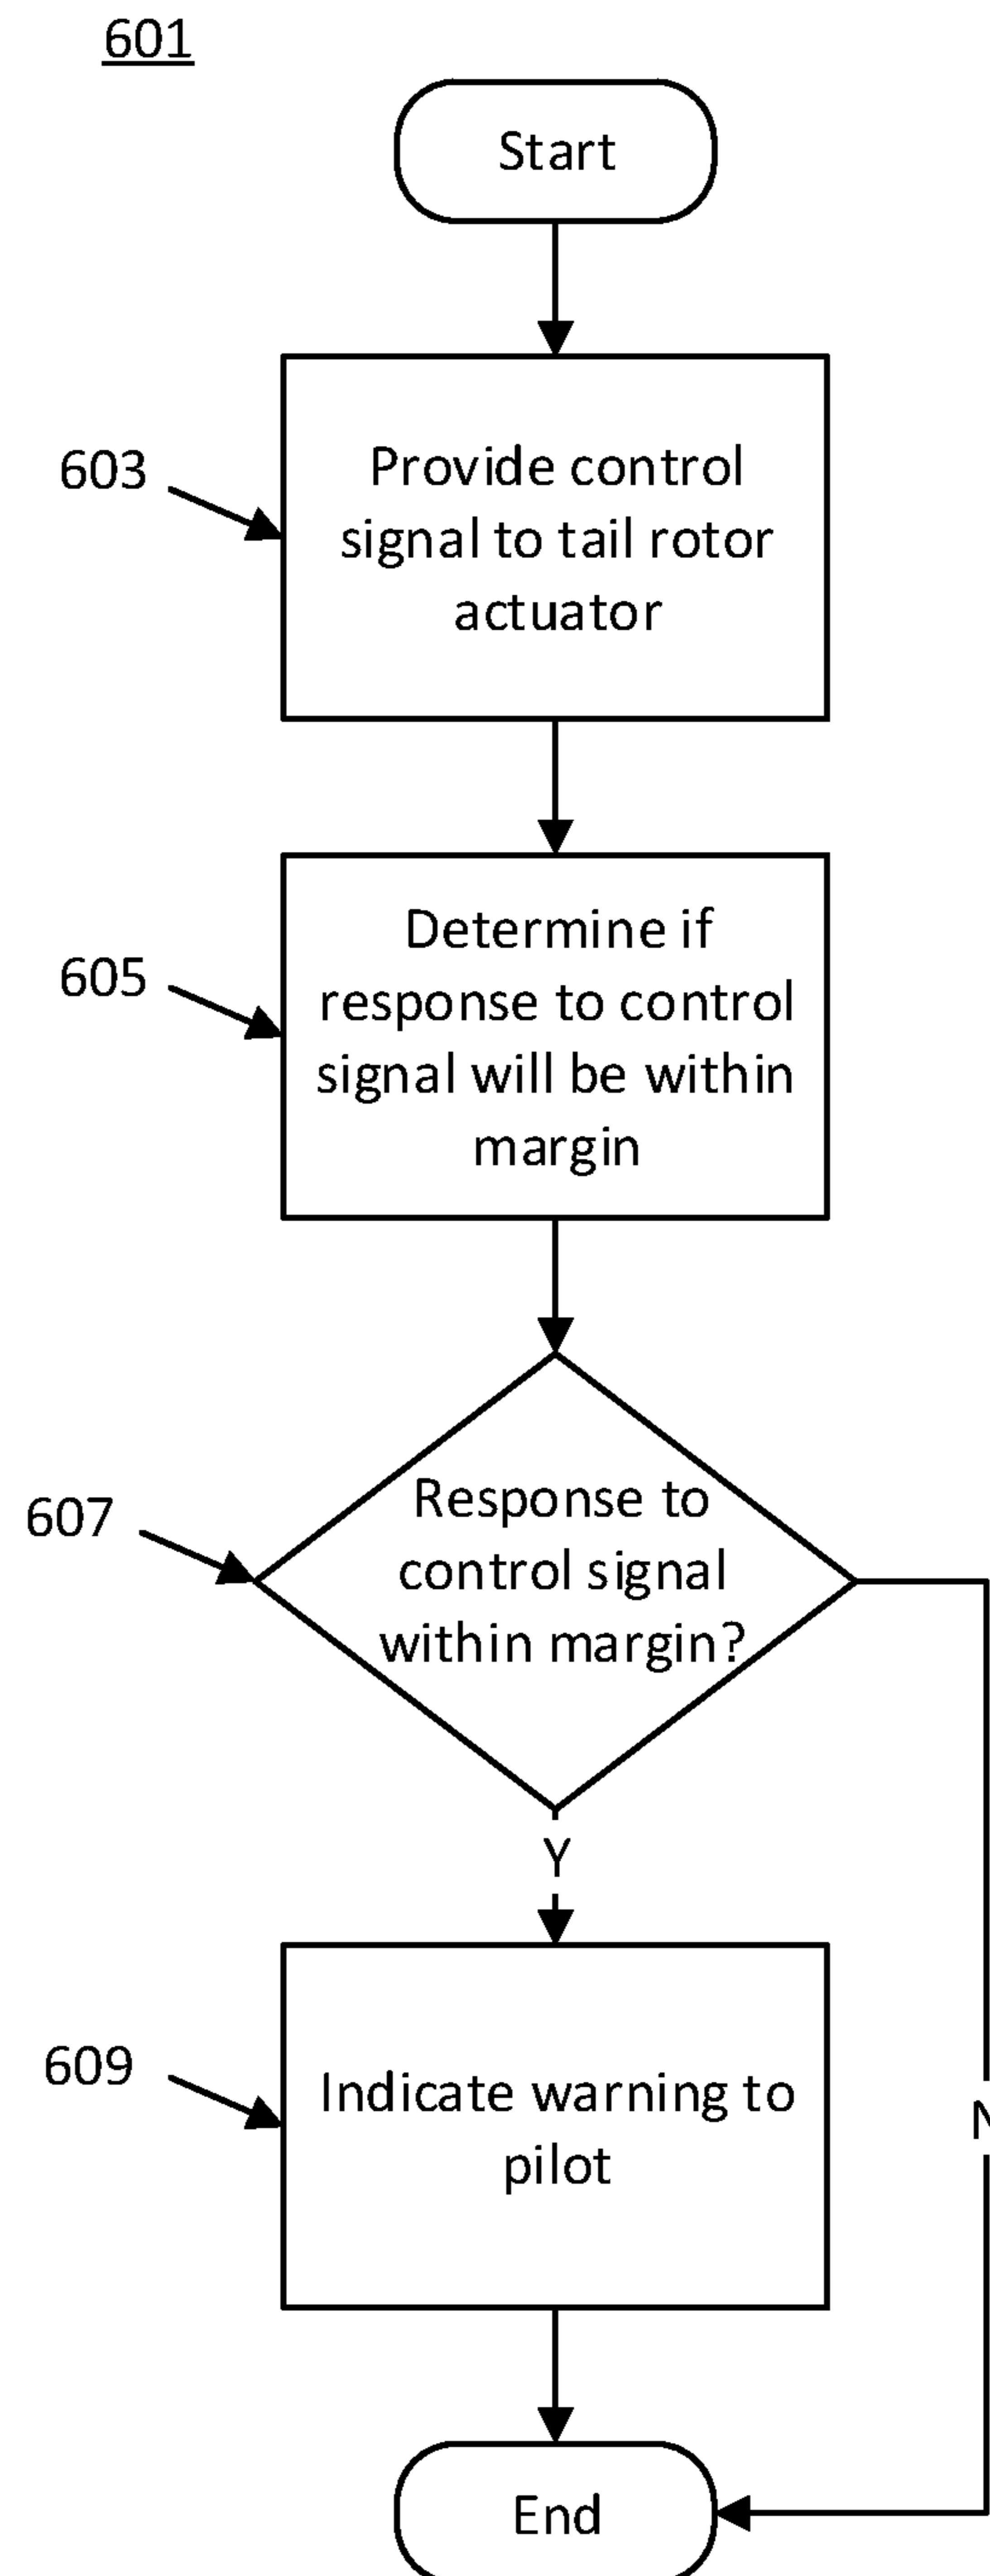 601
Start
603
Provide control
signal to tail rotor
actuator
605
Determine if
response to control
signal will be within
margin
607
Response to
control signal
within margin?
Y
609
Indicate warning to
pilot
N
End